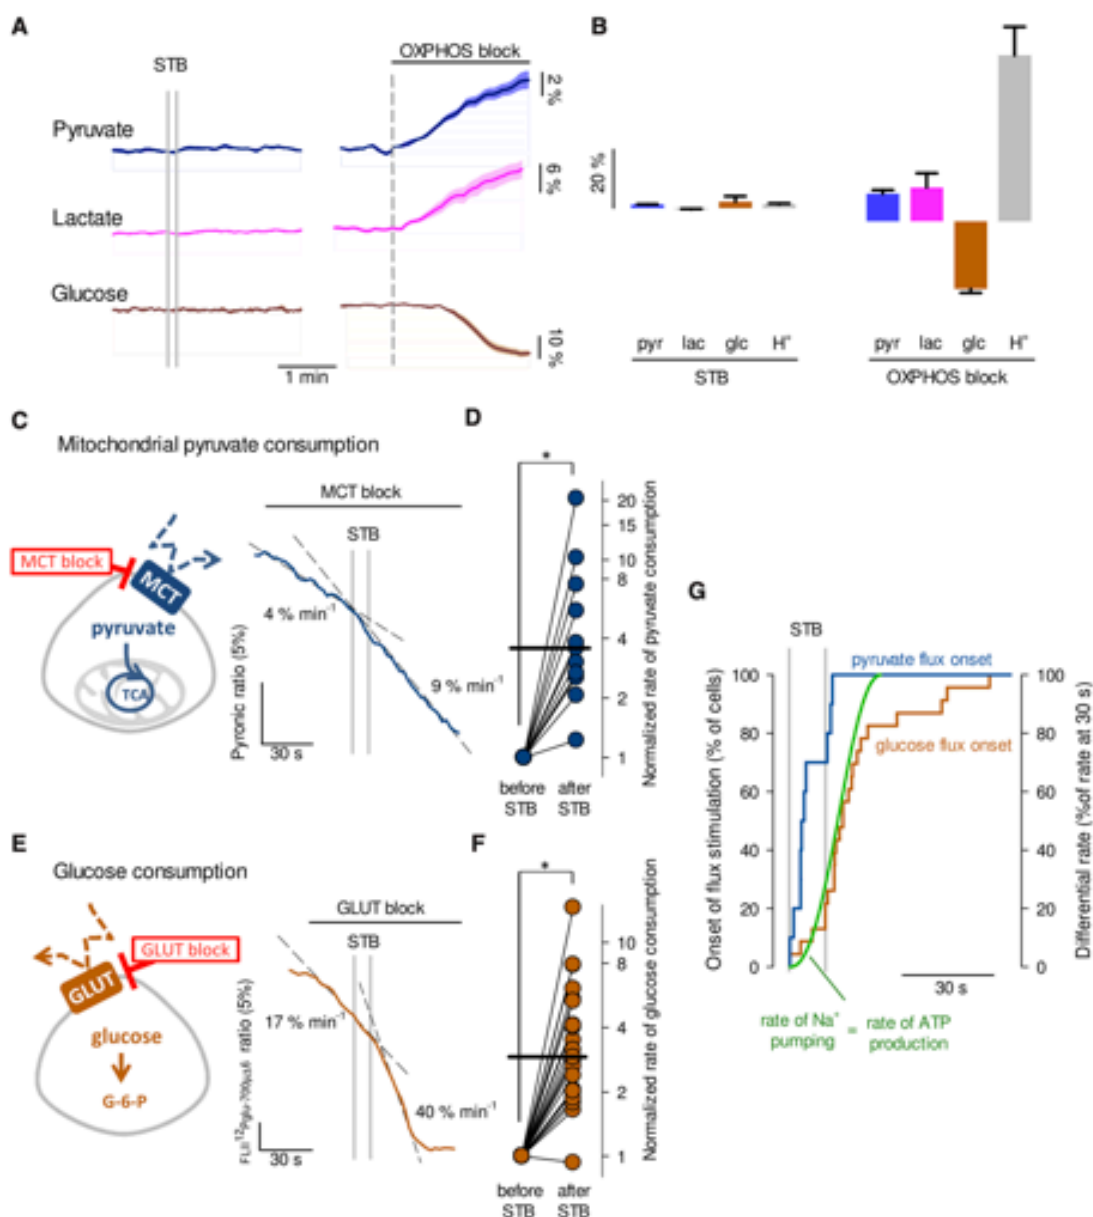 A
STB
OXPHOS block
Pyruvate
2 %
Lactate
6 %
Glucose
10 %
1 min
B
20 %
pyr lac glc H⁺
STB
pyr lac glc H⁺
OXPHOS block
C
Mitochondrial pyruvate consumption
MCT block
MCT
pyruvate
TCA
MCT block
STB
4 % min⁻¹
9 % min⁻¹
Pyronic ratio (5%)
30 s
D
*
20
15
10
8
4
2
1
Normalized rate of pyruvate consumption
before
STB
after
STB
E
Glucose consumption
GLUT block
GLUT
glucose
G-6-P
GLUT block
STB
17 % min⁻¹
40 % min⁻¹
FLII¹²Pglu-700μΔ6 ratio (5%)
30 s
F
*
10
8
4
2
1
Normalized rate of glucose consumption
before
STB
after
STB
G
STB
pyruvate flux onset
glucose flux onset
100
80
60
40
20
0
Onset of flux stimulation (% of cells)
100
80
60
40
20
0
Differential rate (%of rate at 30 s)
30 s
rate of Na⁺
pumping
=
rate of ATP
production